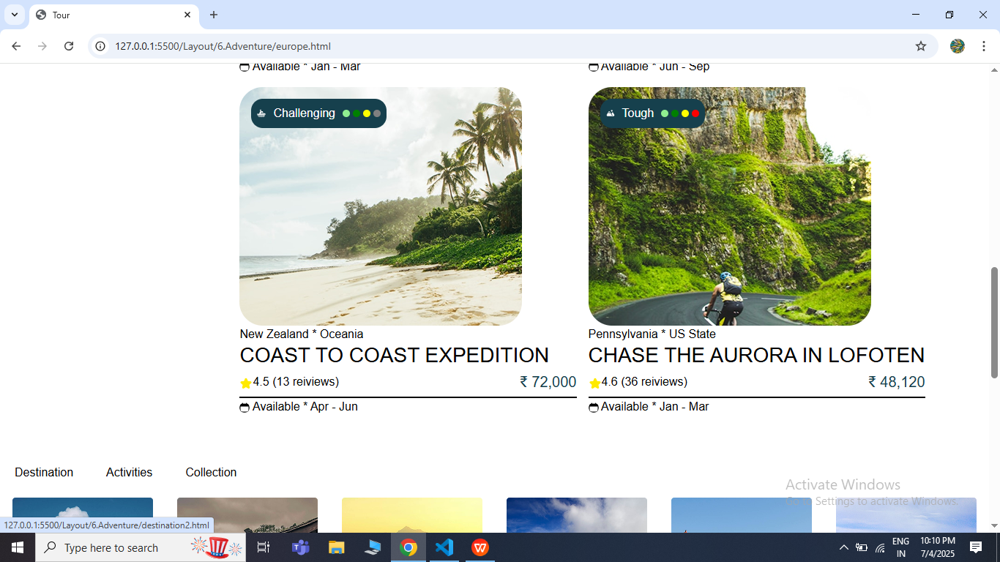 Tour
127.0.0.1:5500/Layout/6.Adventure/europe.html
Available * Jan - Mar
Available * Jun - Sep
Challenging
Tough
New Zealand * Oceania
Pennsylvania * US State
COAST TO COAST EXPEDITION
CHASE THE AURORA IN LOFOTEN
4.5 (13 reiviews)
₹ 72,000
4.6 (36 reiviews)
₹ 48,120
Available * Apr - Jun
Available * Jan - Mar
Destination
Activities
Collection
Activate Windows
Go to Settings to activate Windows.
127.0.0.1:5500/Layout/6.Adventure/destination2.html
Type here to search
ENG
IN
10:10 PM
7/4/2025